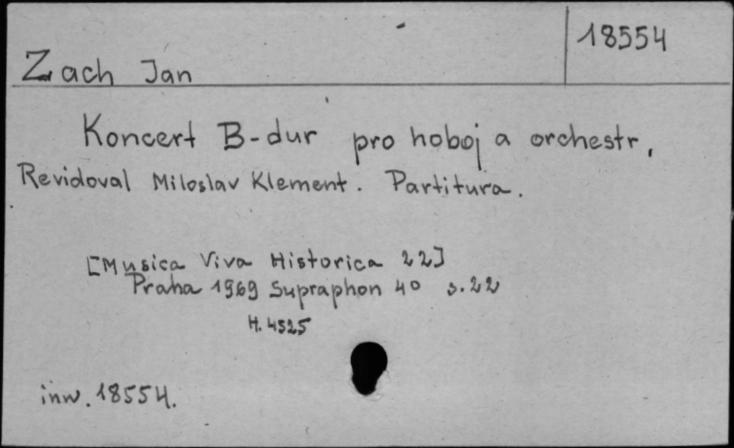 18554
Zach Jan
Koncert B-dur pro hoboj a orchestr,
Revidoval Miloslav Klement. Partitura.
[Musica Viva Historica 22]
Praha 1969 Supraphon 4° s. 22
H. 4525
inw. 18554.